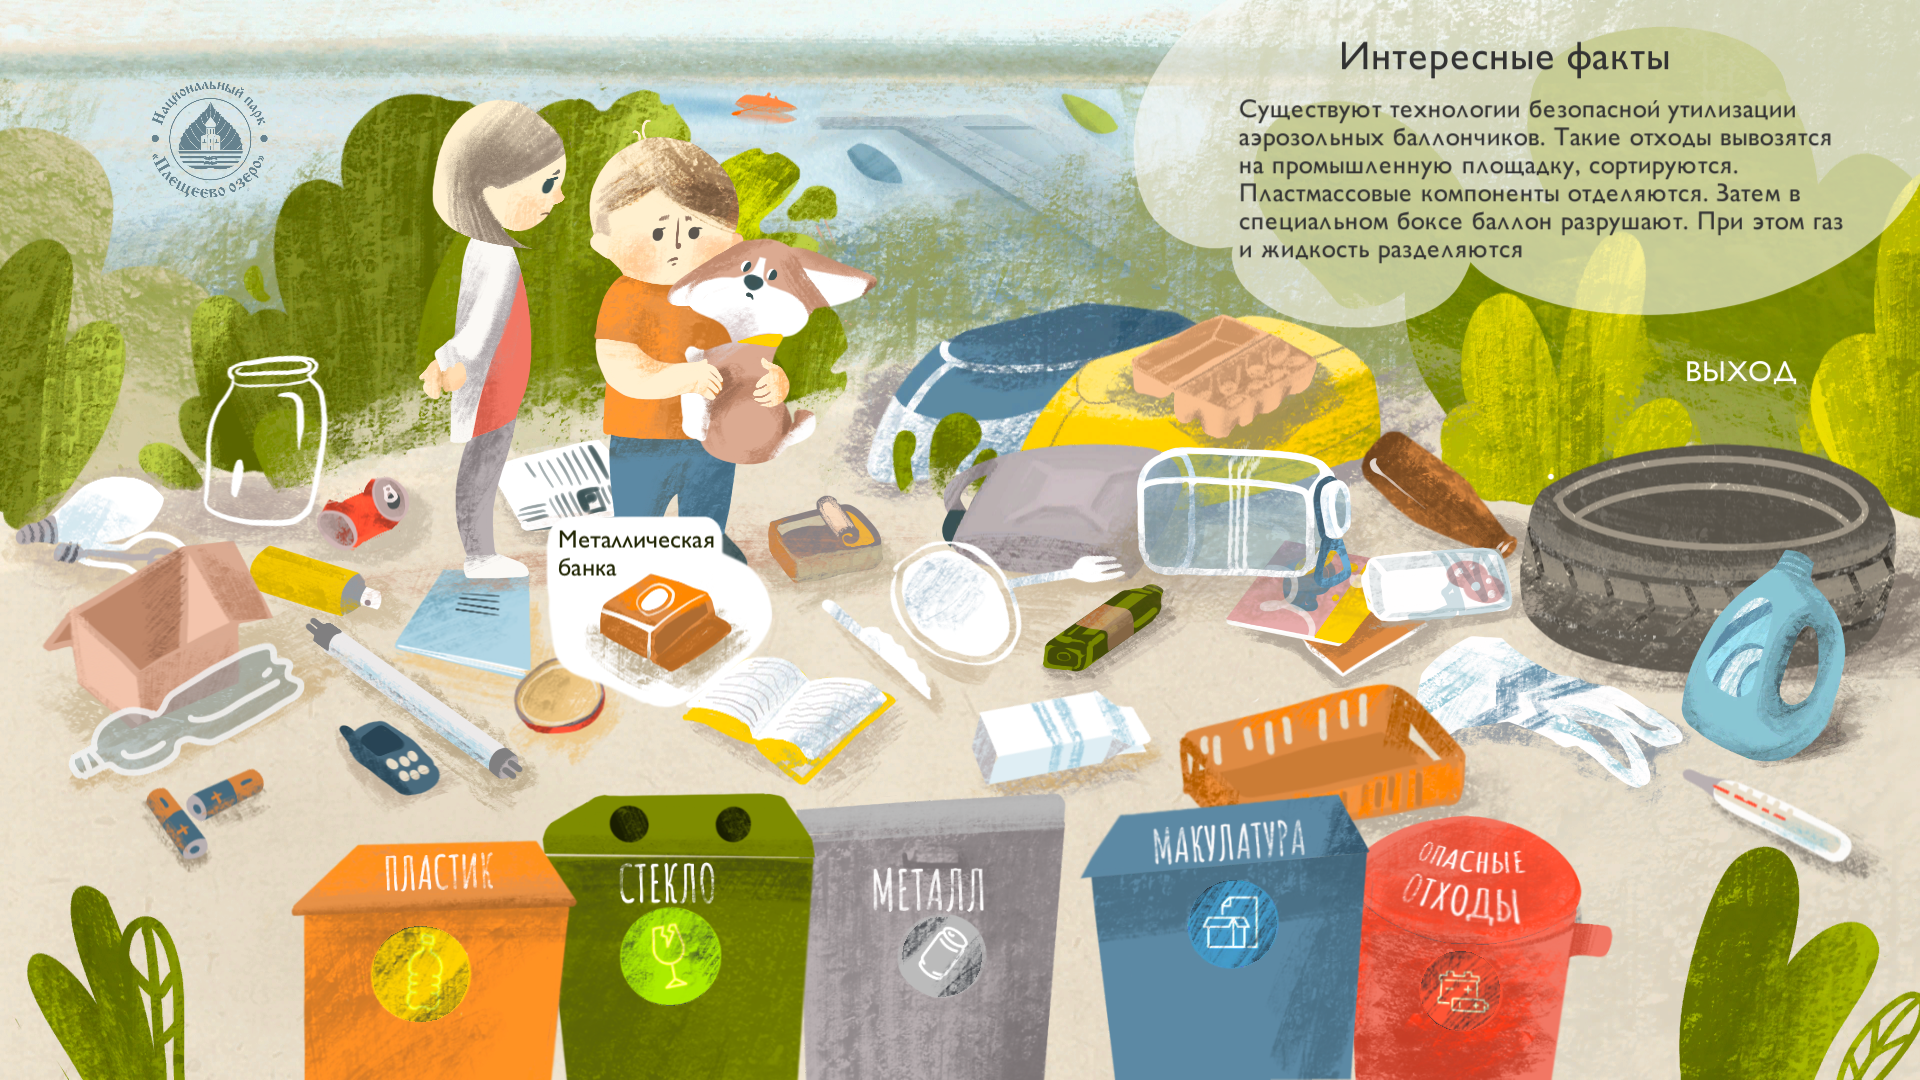 Интересные факты
Существуют технологии безопасной утилизации
аэрозольных баллончиков. Такие отходы вывозятся
на промышленную площадку, сортируются.
Пластмассовые компоненты отделяются. Затем в
специальном боксе баллон разрушают. При этом газ
и жидкость разделяются
Национальный парк
«Плещеево озеро»
ВЫХОД
Металлическая
банка
ПЛАСТИК
СТЕКЛО
МЕТАЛЛ
МАКУЛАТУРА
ОПАСНЫЕ
ОТХОДЫ